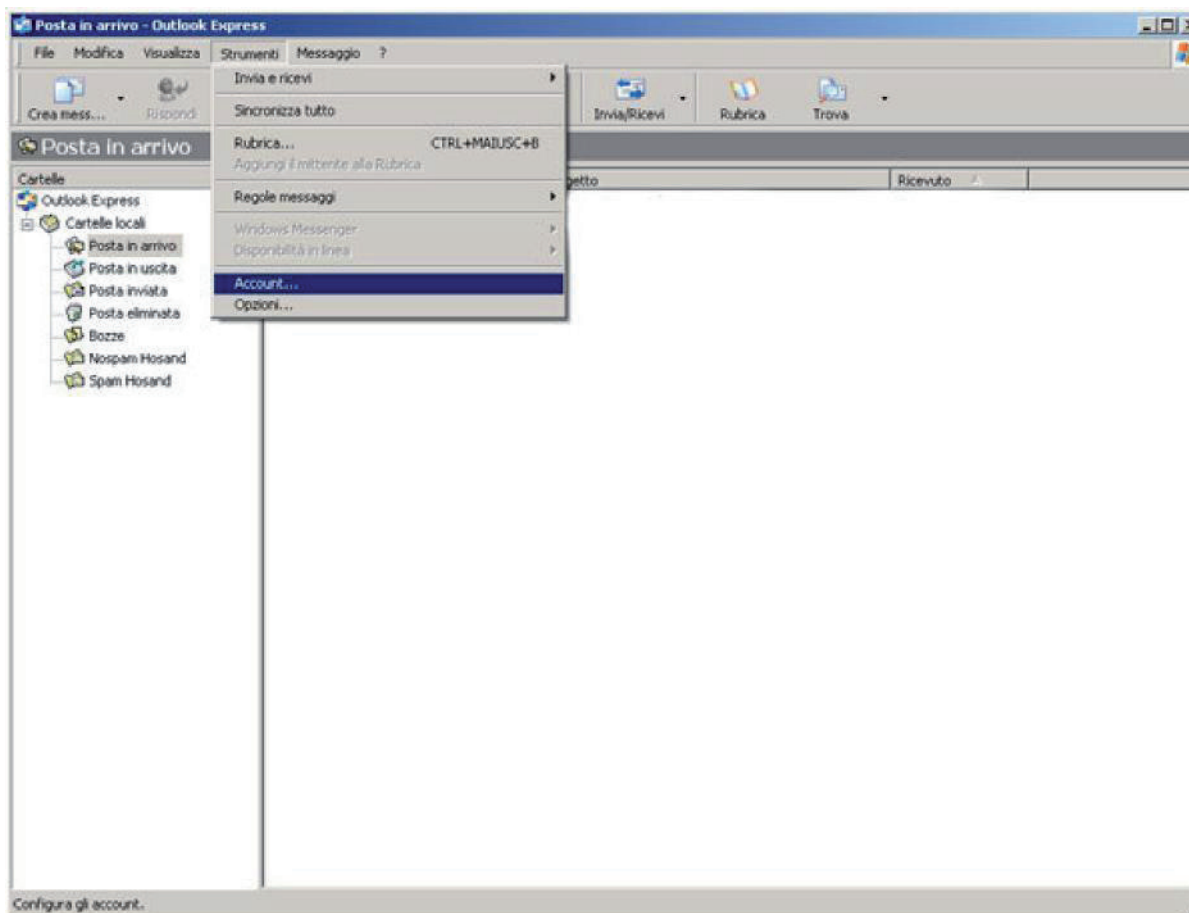 Posta in arrivo - Outlook Express
File Modifica Visualizza Strumenti Messaggio ?
Crea mess... Rispondi Invia/Ricevi Rubrica Trova
Invia e ricevi
Sincronizza tutto
Rubrica... CTRL+MAIUSC+B
Aggiungi il mittente alla Rubrica
Regole messaggi
Windows Messenger
Disponibilità in linea
Account...
Opzioni...
Posta in arrivo
Cartelle
getto Ricevuto
Outlook Express
Cartelle locali
Posta in arrivo
Posta in uscita
Posta inviata
Posta eliminata
Bozze
Nospam Hosand
Spam Hosand
Configura gli account.